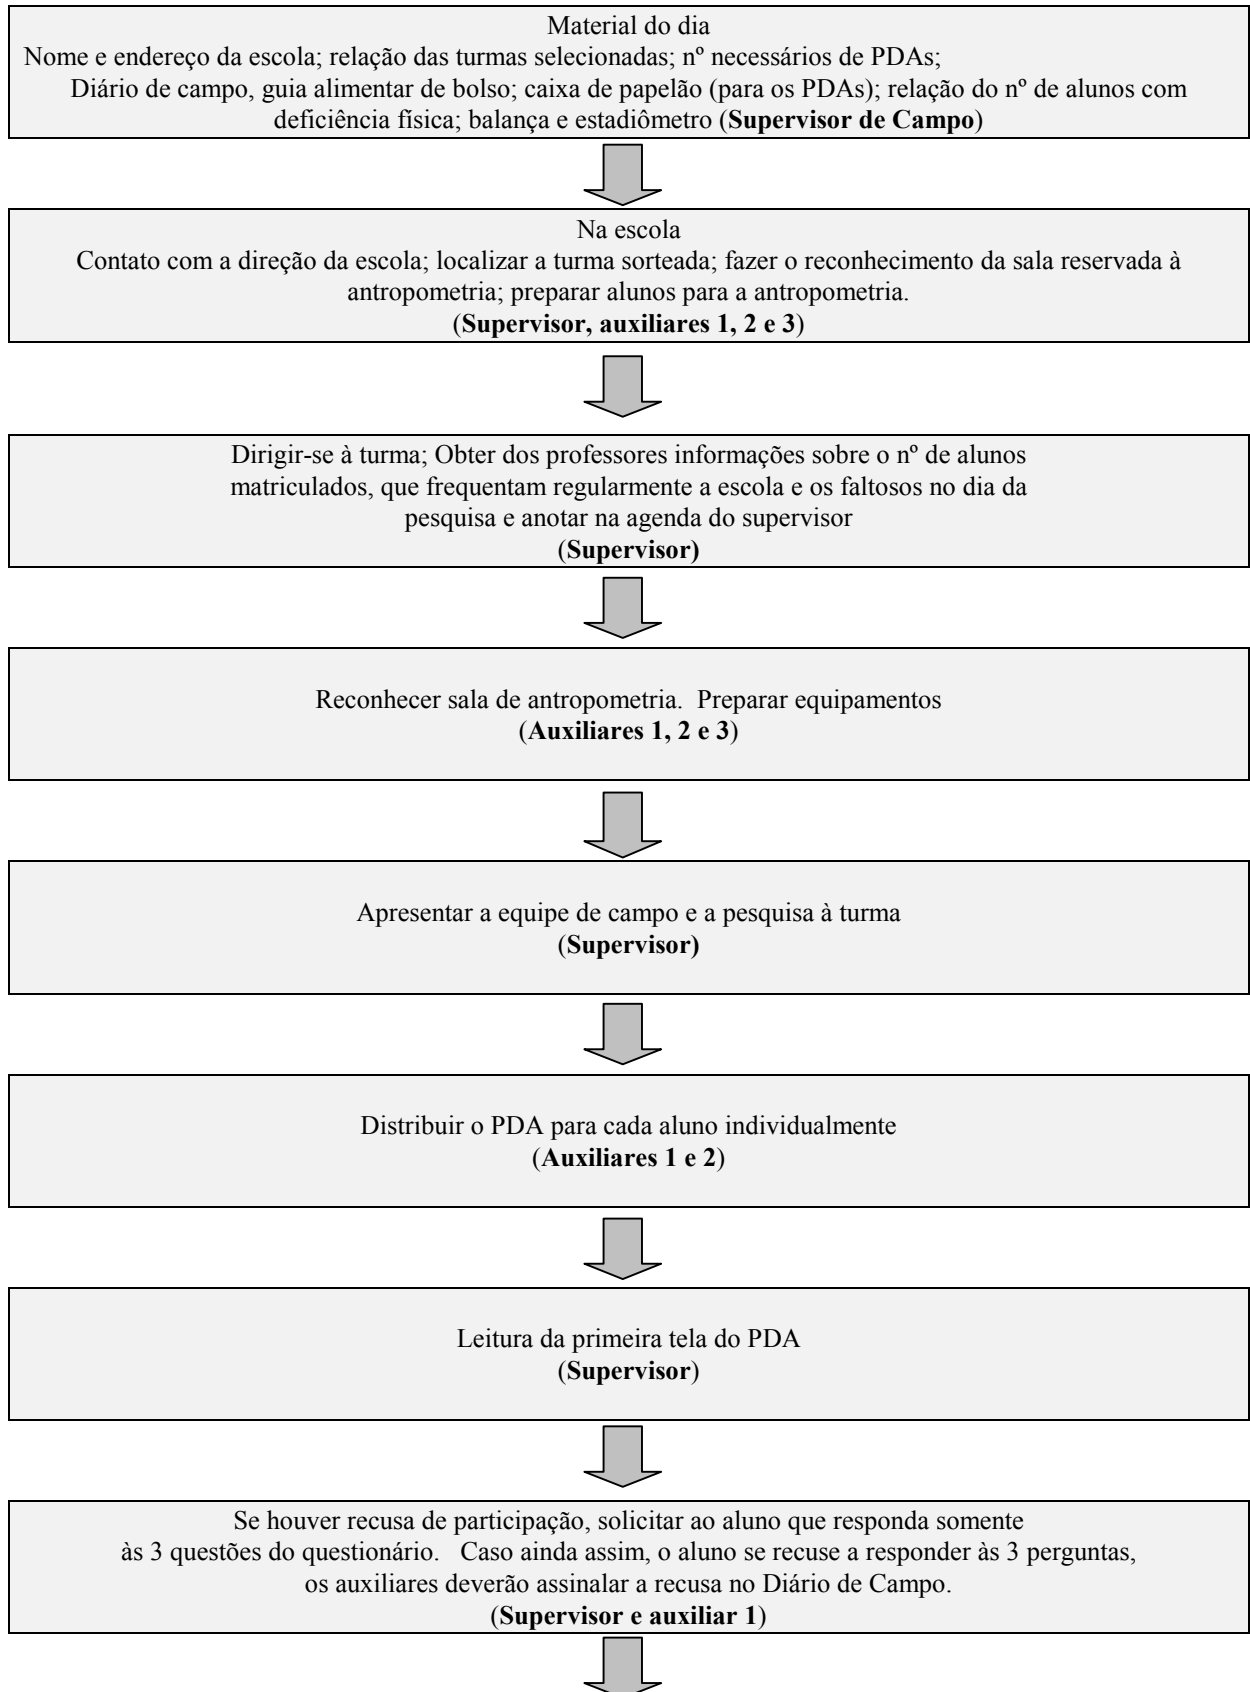 Material do dia
Nome e endereço da escola; relação das turmas selecionadas; nº necessários de PDAs;
Diário de campo, guia alimentar de bolso; caixa de papelão (para os PDAs); relação do nº de alunos com
deficiência física; balança e estadiômetro (Supervisor de Campo)
Na escola
Contato com a direção da escola; localizar a turma sorteada; fazer o reconhecimento da sala reservada à
antropometria; preparar alunos para a antropometria.
(Supervisor, auxiliares 1, 2 e 3)
Dirigir-se à turma; Obter dos professores informações sobre o nº de alunos
matriculados, que frequentam regularmente a escola e os faltosos no dia da
pesquisa e anotar na agenda do supervisor
(Supervisor)
Reconhecer sala de antropometria.  Preparar equipamentos
(Auxiliares 1, 2 e 3)
Apresentar a equipe de campo e a pesquisa à turma
(Supervisor)
Distribuir o PDA para cada aluno individualmente
(Auxiliares 1 e 2)
Leitura da primeira tela do PDA
(Supervisor)
Se houver recusa de participação, solicitar ao aluno que responda somente
às 3 questões do questionário.   Caso ainda assim, o aluno se recuse a responder às 3 perguntas,
os auxiliares deverão assinalar a recusa no Diário de Campo.
(Supervisor e auxiliar 1)